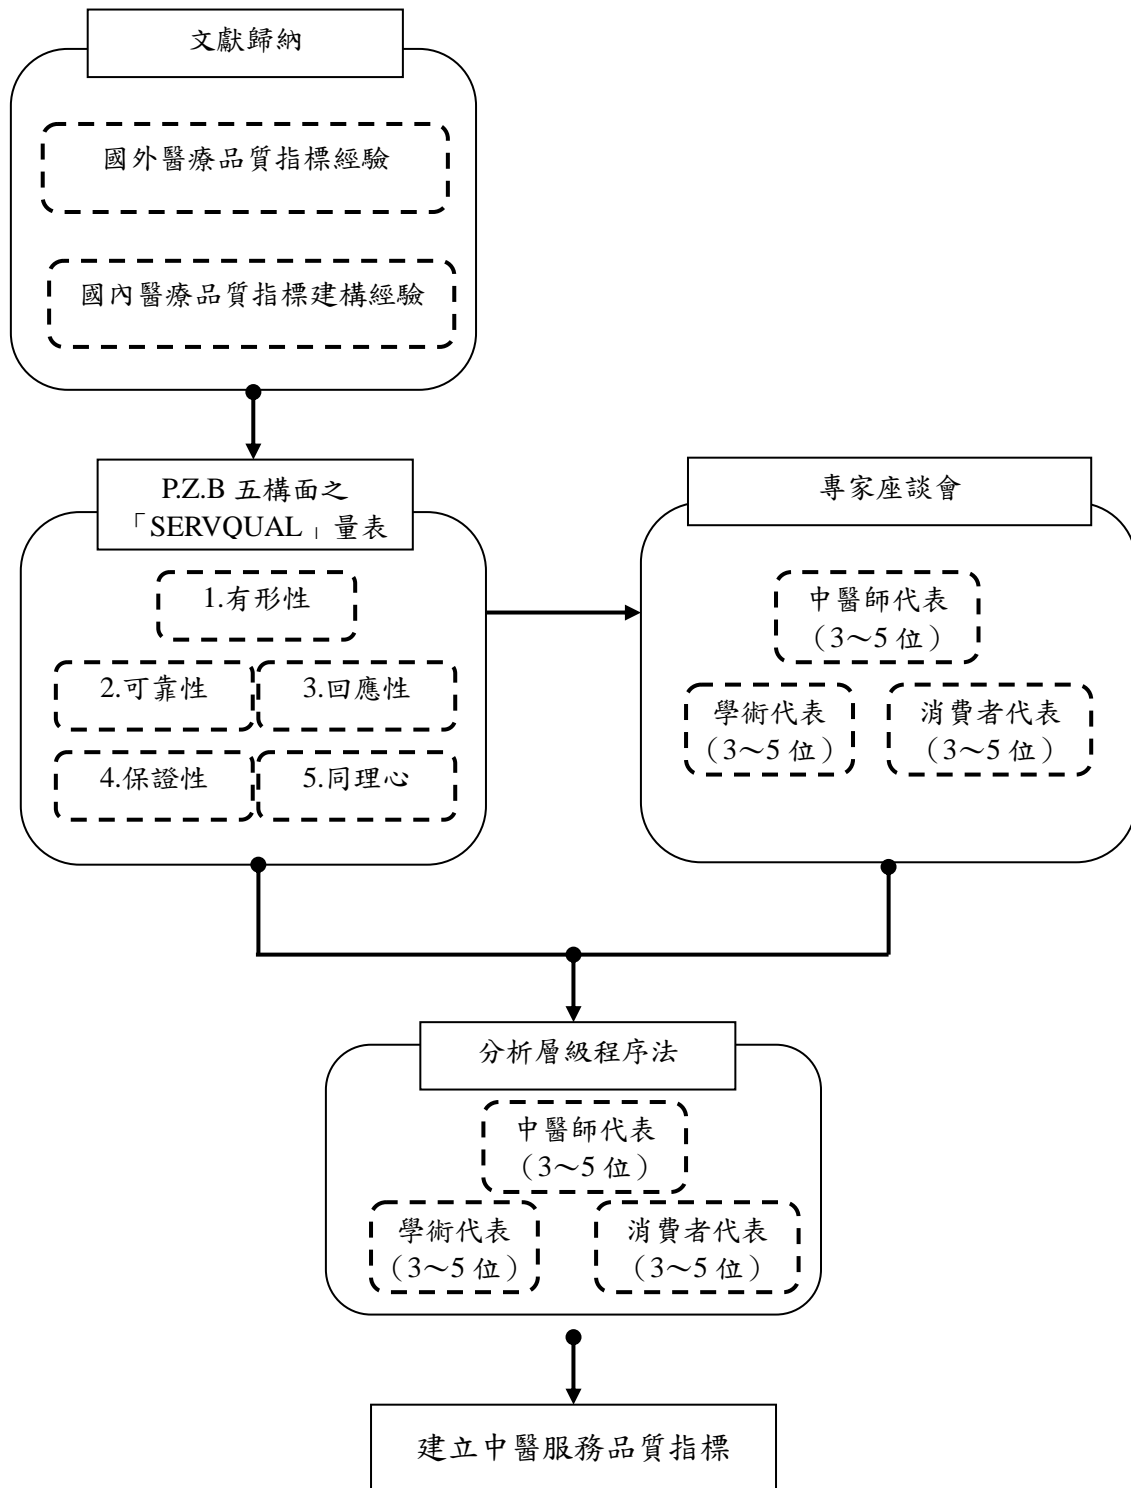 文獻歸納
國外醫療品質指標經驗
國內醫療品質指標建構經驗
P.Z.B 五構面之
「SERVQUAL」量表
1.有形性
2.可靠性
3.回應性
4.保證性
5.同理心
專家座談會
中醫師代表
（3～5 位）
學術代表
（3～5 位）
消費者代表
（3～5 位）
分析層級程序法
中醫師代表
（3～5 位）
學術代表
（3～5 位）
消費者代表
（3～5 位）
建立中醫服務品質指標